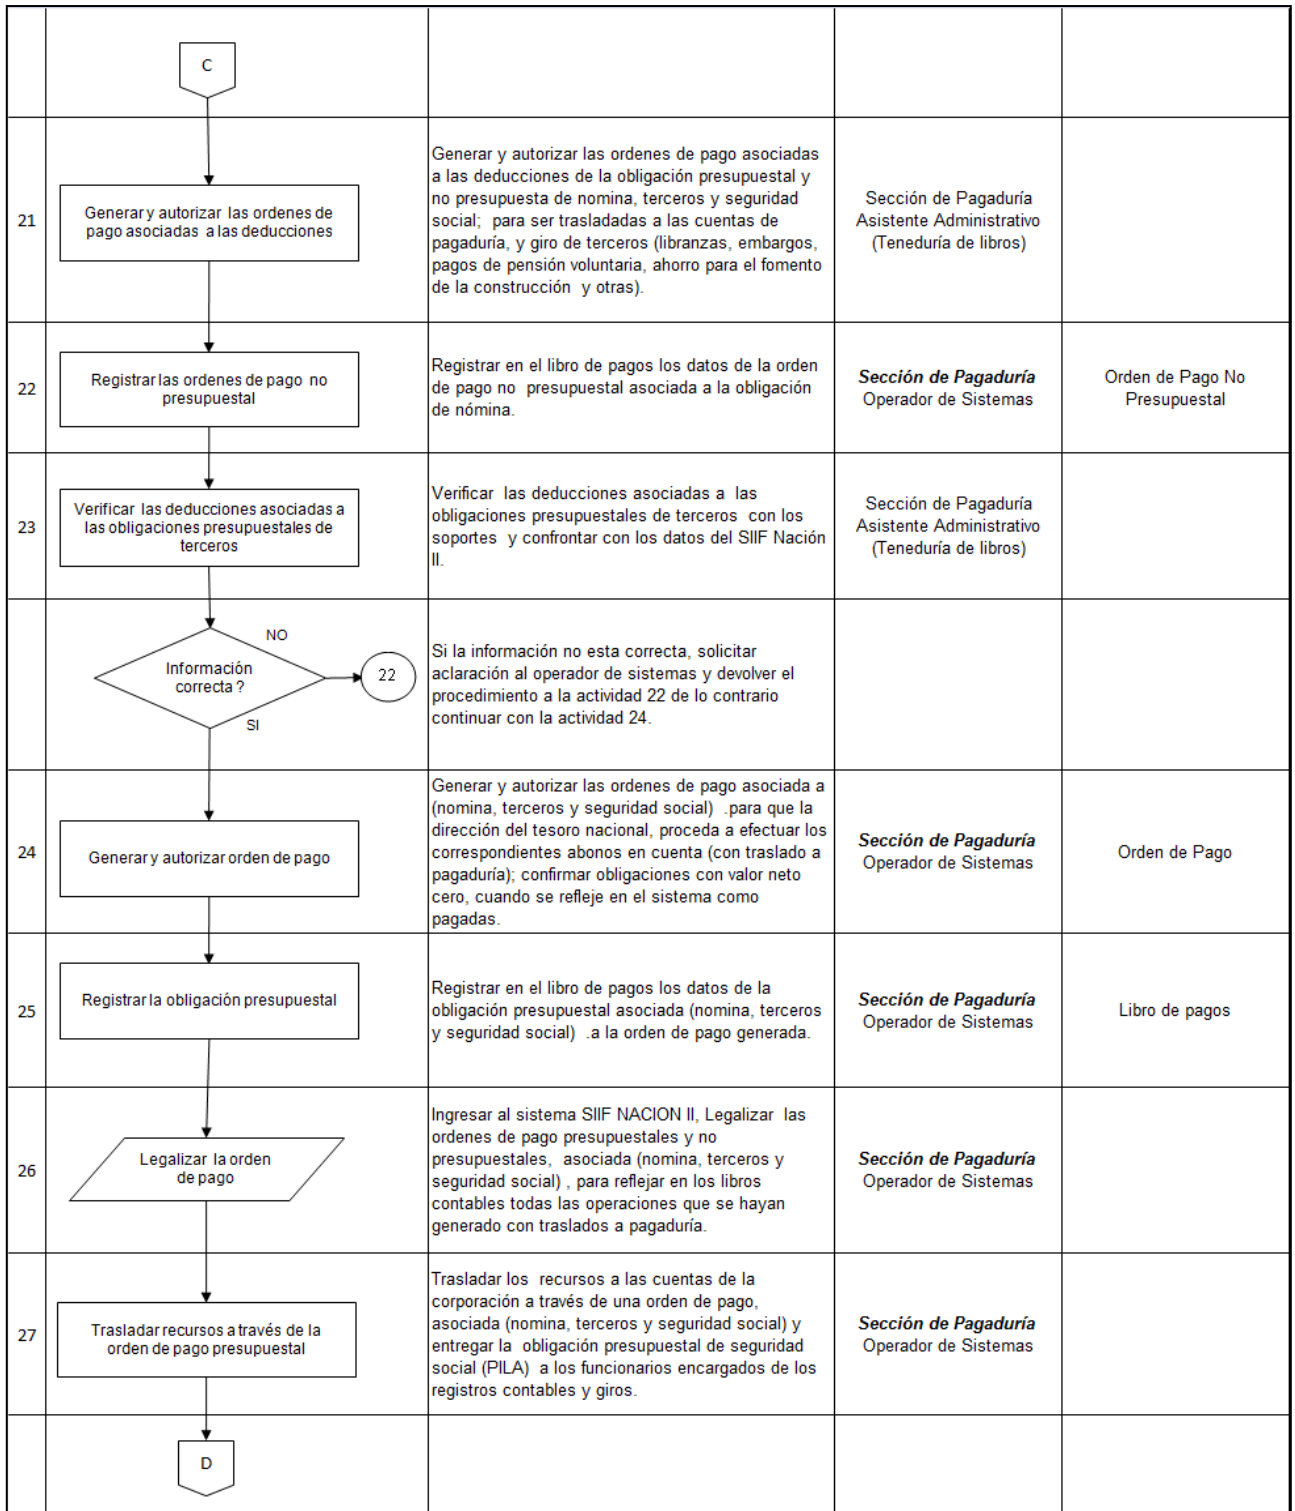 C
21
Generar y autorizar las ordenes de
pago asociadas a las deducciones
Generar y autorizar las ordenes de pago asociadas
a las deducciones de la obligación presupuestal y
no presupuesta de nomina, terceros y seguridad
social; para ser trasladadas a las cuentas de
pagaduría, y giro de terceros (libranzas, embargos,
pagos de pensión voluntaria, ahorro para el fomento
de la construcción y otras).
Sección de Pagaduría
Asistente Administrativo
(Teneduría de libros)
22
Registrar las ordenes de pago no
presupuestal
Registrar en el libro de pagos los datos de la orden
de pago no presupuestal asociada a la obligación
de nómina.
Sección de Pagaduría
Operador de Sistemas
Orden de Pago No
Presupuestal
23
Verificar las deducciones asociadas a
las obligaciones presupuestales de
terceros
Verificar las deducciones asociadas a las
obligaciones presupuestales de terceros con los
soportes y confrontar con los datos del SIIF Nación
II.
Sección de Pagaduría
Asistente Administrativo
(Teneduría de libros)
NO
Información
correcta ?
22
SI
Si la información no esta correcta, solicitar
aclaración al operador de sistemas y devolver el
procedimiento a la actividad 22 de lo contrario
continuar con la actividad 24.
24
Generar y autorizar orden de pago
Generar y autorizar las ordenes de pago asociada a
(nomina, terceros y seguridad social) .para que la
dirección del tesoro nacional, proceda a efectuar los
correspondientes abonos en cuenta (con traslado a
pagaduría); confirmar obligaciones con valor neto
cero, cuando se refleje en el sistema como
pagadas.
Sección de Pagaduría
Operador de Sistemas
Orden de Pago
25
Registrar la obligación presupuestal
Registrar en el libro de pagos los datos de la
obligación presupuestal asociada (nomina, terceros
y seguridad social) .a la orden de pago generada.
Sección de Pagaduría
Operador de Sistemas
Libro de pagos
26
Legalizar la orden
de pago
Ingresar al sistema SIIF NACION II, Legalizar las
ordenes de pago presupuestales y no
presupuestales, asociada (nomina, terceros y
seguridad social) , para reflejar en los libros
contables todas las operaciones que se hayan
generado con traslados a pagaduría.
Sección de Pagaduría
Operador de Sistemas
27
Trasladar recursos a través de la
orden de pago presupuestal
Trasladar los recursos a las cuentas de la
corporación a través de una orden de pago,
asociada (nomina, terceros y seguridad social) y
entregar la obligación presupuestal de seguridad
social (PILA) a los funcionarios encargados de los
registros contables y giros.
Sección de Pagaduría
Operador de Sistemas
D